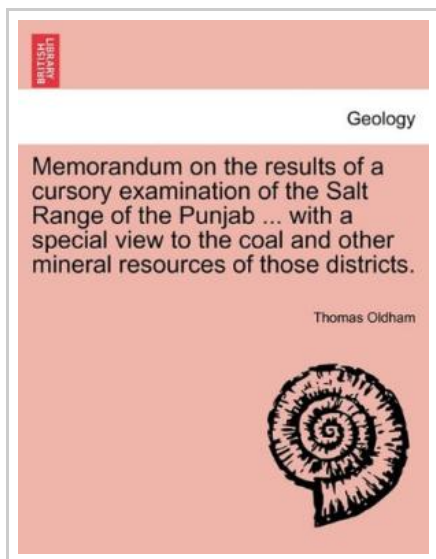 BRITISH
LIBRARY
Geology
Memorandum on the results of a
cursory examination of the Salt
Range of the Punjab ... with a
special view to the coal and other
mineral resources of those districts.
Thomas Oldham